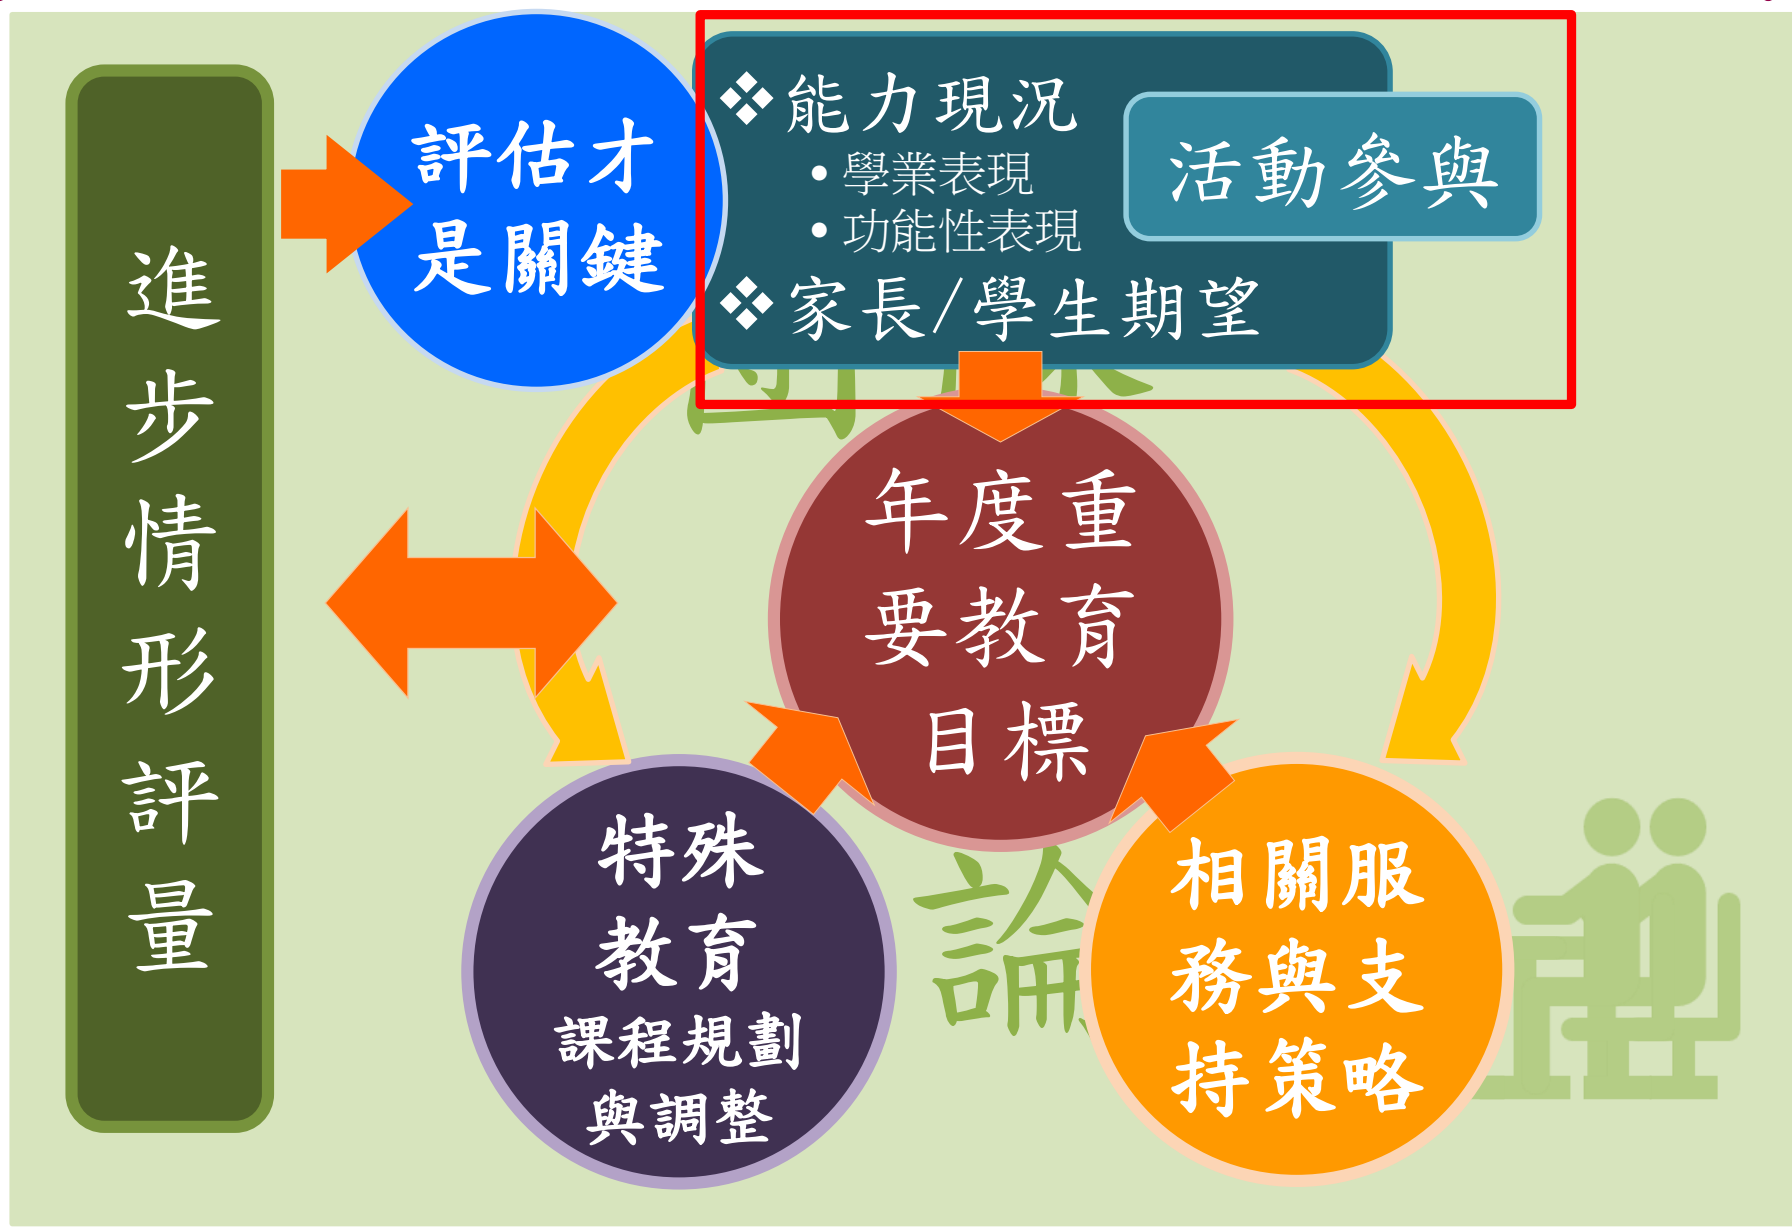 進
步
情
形
評
量
評估才
是關鍵
❖能力現況
•學業表現
•功能性表現
❖家長/學生期望
活動參與
年度重
要教育
目標
特殊
教育
課程規劃
與調整
論
相關服
務與支
持策略